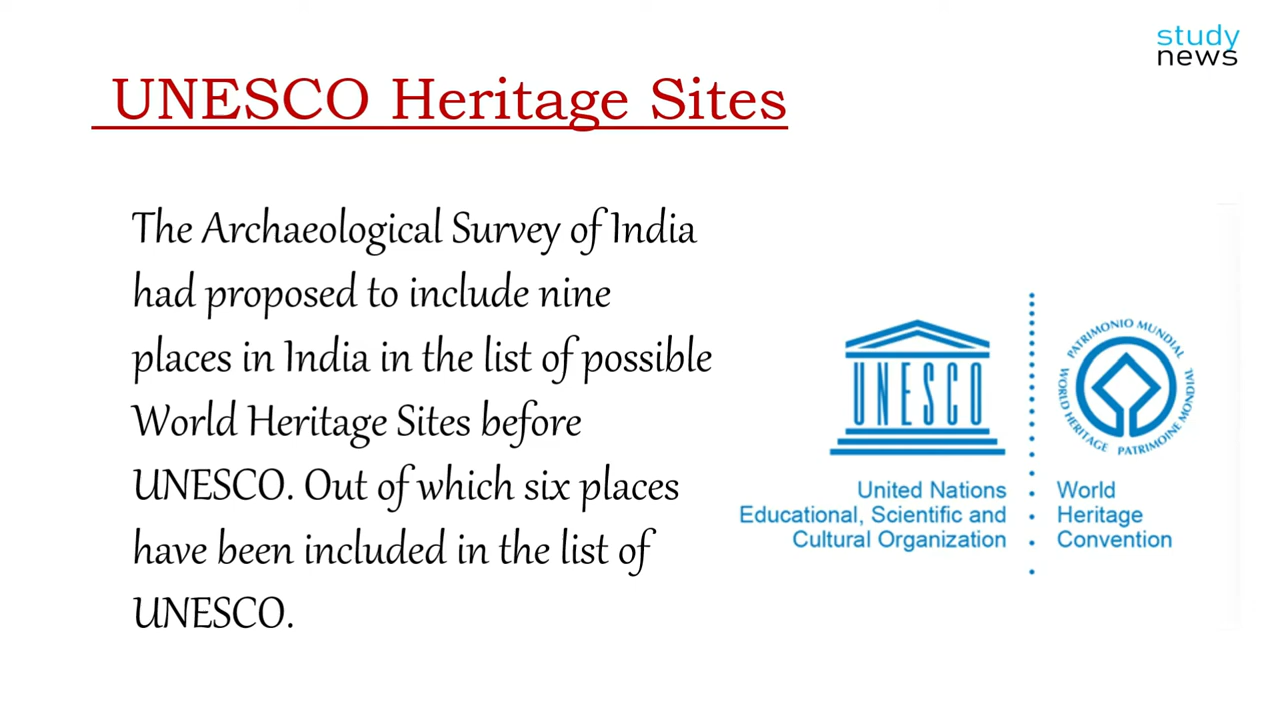 study
news
UNESCO Heritage Sites
The Archaeological Survey of India
had proposed to include nine
places in India in the list of possible
World Heritage Sites before
UNESCO. Out of which six places
have been included in the list of
UNESCO.
UNESCO
United Nations
Educational, Scientific and
Cultural Organization
PATRIMONIO MUNDIAL
WORLD HERITAGE
PATRIMOINE MONDIAL
World
Heritage
Convention